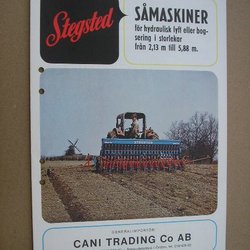 Stegsted
SÅMASKINER
för hydraulisk lyft eller bog-
sering i storlekar
från 2,13 m till 5,88 m.
GENERALIMPORTÖR:
CANI TRADING Co AB